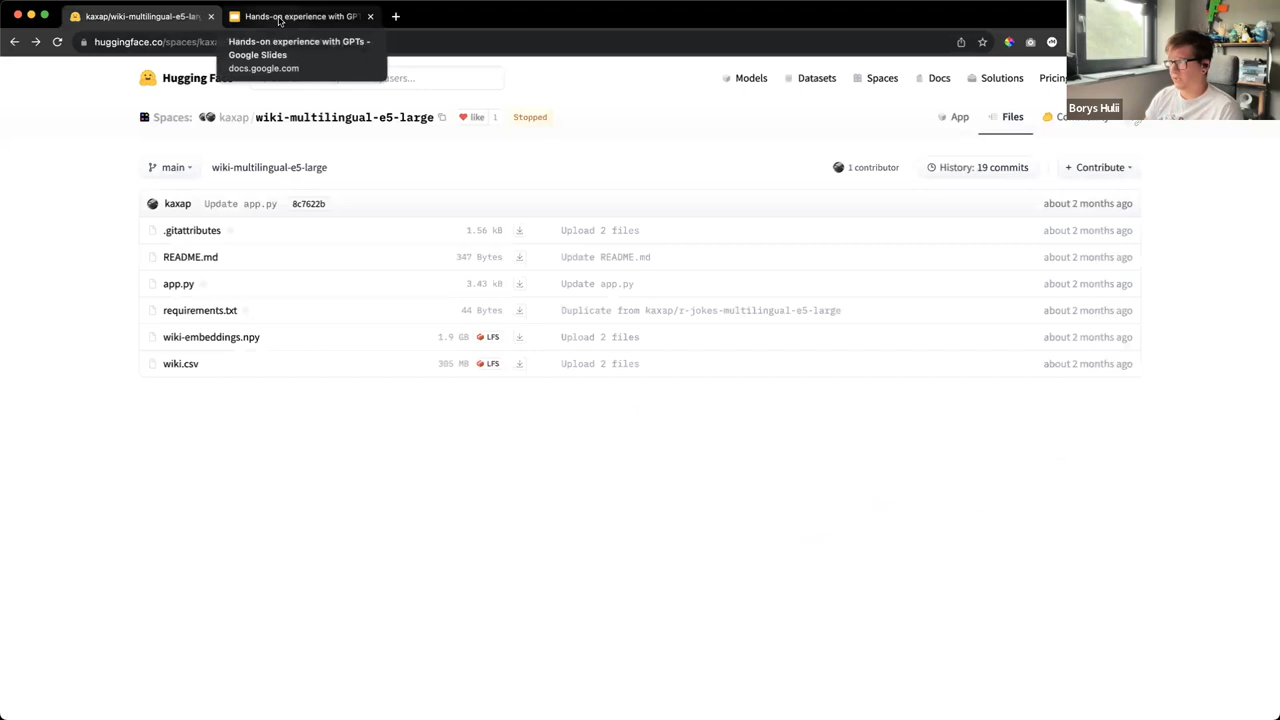 kaxap/wiki-multilingual-e5-lar
Hands-on experience with GPT
huggingface.co/spaces/kaxa
Hands-on experience with GPTs -
Google Slides
docs.google.com
Hugging Fac
users...
Models
Datasets
Spaces
Docs
Solutions
Pricing
Borys Hulii
Spaces:
kaxap/wiki-multilingual-e5-large
like 1
Stopped
App
Files
main
wiki-multilingual-e5-large
1 contributor
History: 19 commits
+ Contribute
kaxap Update app.py 8c7622b about 2 months ago
.gitattributes 1.56 kB Upload 2 files about 2 months ago
README.md 347 Bytes Update README.md about 2 months ago
app.py 3.43 kB Update app.py about 2 months ago
requirements.txt 44 Bytes Duplicate from kaxap/r-jokes-multilingual-e5-large about 2 months ago
wiki-embeddings.npy 1.9 GB LFS Upload 2 files about 2 months ago
wiki.csv 305 MB LFS Upload 2 files about 2 months ago